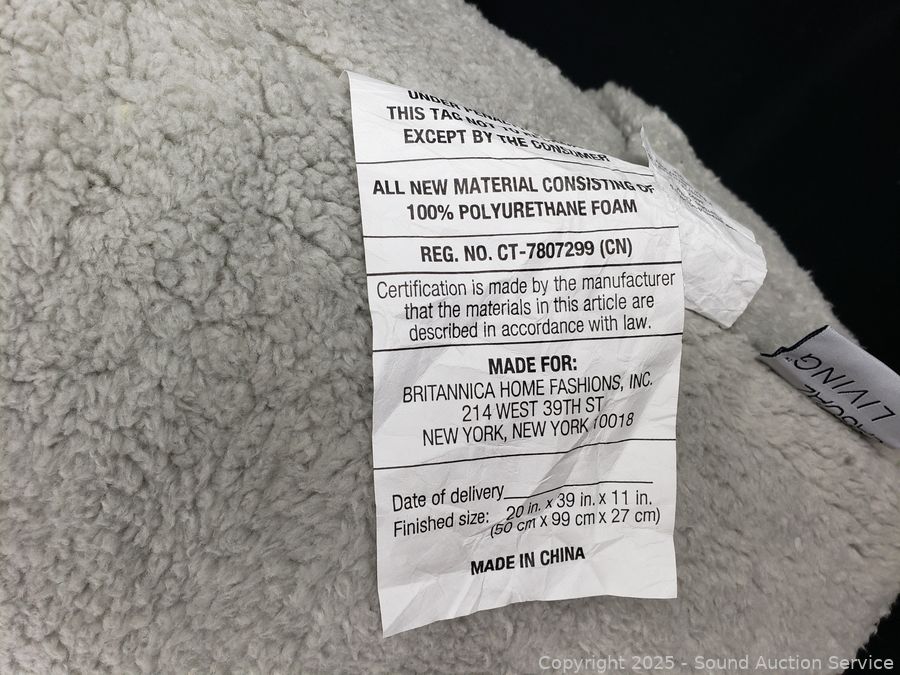 UNDER PENALTY
THIS TAG NOT TO BE
EXCEPT BY THE CONSUMER
ALL NEW MATERIAL CONSISTING OF
100% POLYURETHANE FOAM
REG. NO. CT-7807299 (CN)
Certification is made by the manufacturer
that the materials in this article are
described in accordance with law.
MADE FOR:
BRITANNICA HOME FASHIONS, INC.
214 WEST 39TH ST
NEW YORK, NEW YORK 10018
Date of delivery
Finished size: 20 in. x 39 in. x 11 in.
(50 cm x 99 cm x 27 cm)
MADE IN CHINA
LIVING
Copyright 2025 - Sound Auction Service